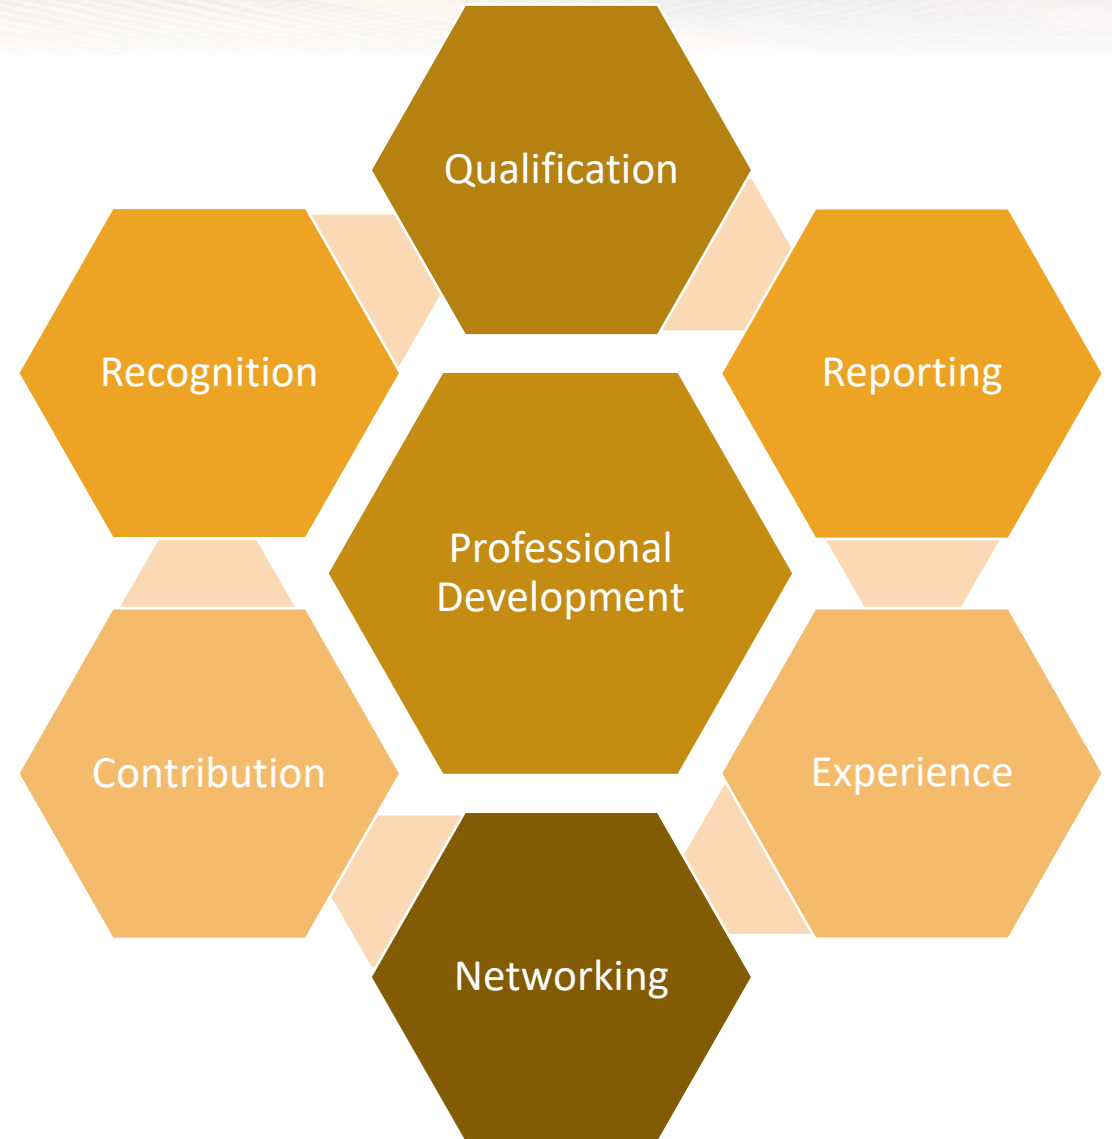 Qualification
Recognition
Reporting
Professional
Development
Contribution
Experience
Networking